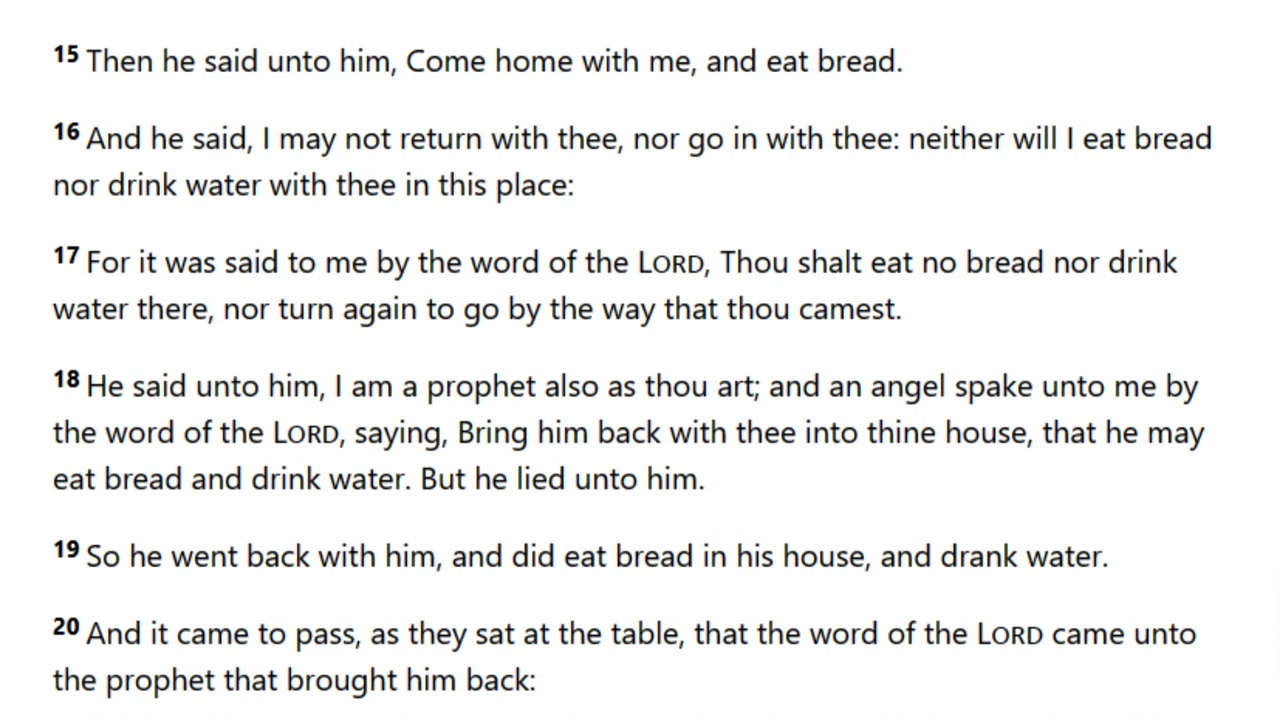 15 Then he said unto him, Come home with me, and eat bread.
16 And he said, I may not return with thee, nor go in with thee: neither will I eat bread
nor drink water with thee in this place:
17 For it was said to me by the word of the LORD, Thou shalt eat no bread nor drink
water there, nor turn again to go by the way that thou camest.
18 He said unto him, I am a prophet also as thou art; and an angel spake unto me by
the word of the LORD, saying, Bring him back with thee into thine house, that he may
eat bread and drink water. But he lied unto him.
19 So he went back with him, and did eat bread in his house, and drank water.
20 And it came to pass, as they sat at the table, that the word of the LORD came unto
the prophet that brought him back: